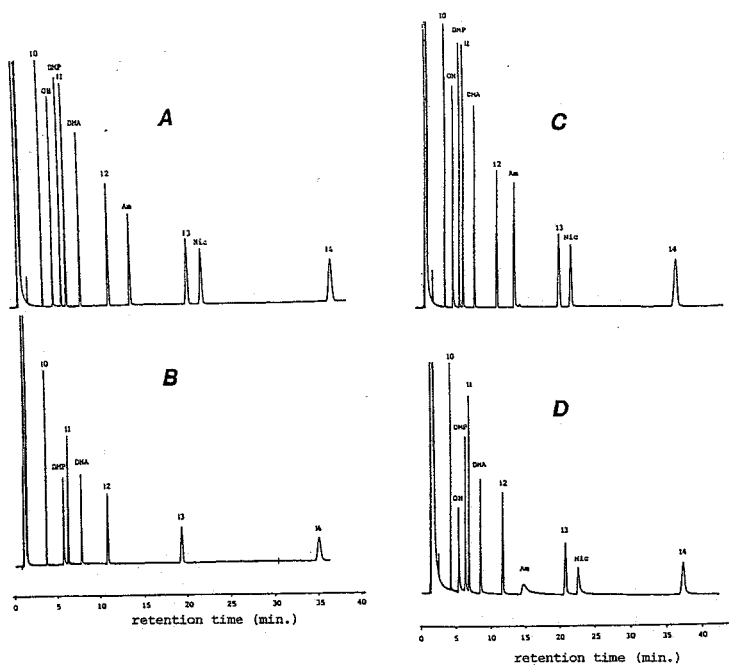 10
OH
DMP
11
DMA
12
Am
13
Nic
14
A
10
DMP
11
DMA
12
13
14
B
0 5 10 15 20 25 30 35 40
retention time (min.)
10
OH
DMP
11
DMA
12
Am
13
Nic
14
C
10
OH
DMP
11
DMA
12
Am
13
Nic
14
D
0 5 10 15 20 25 30 35 40
retention time (min.)